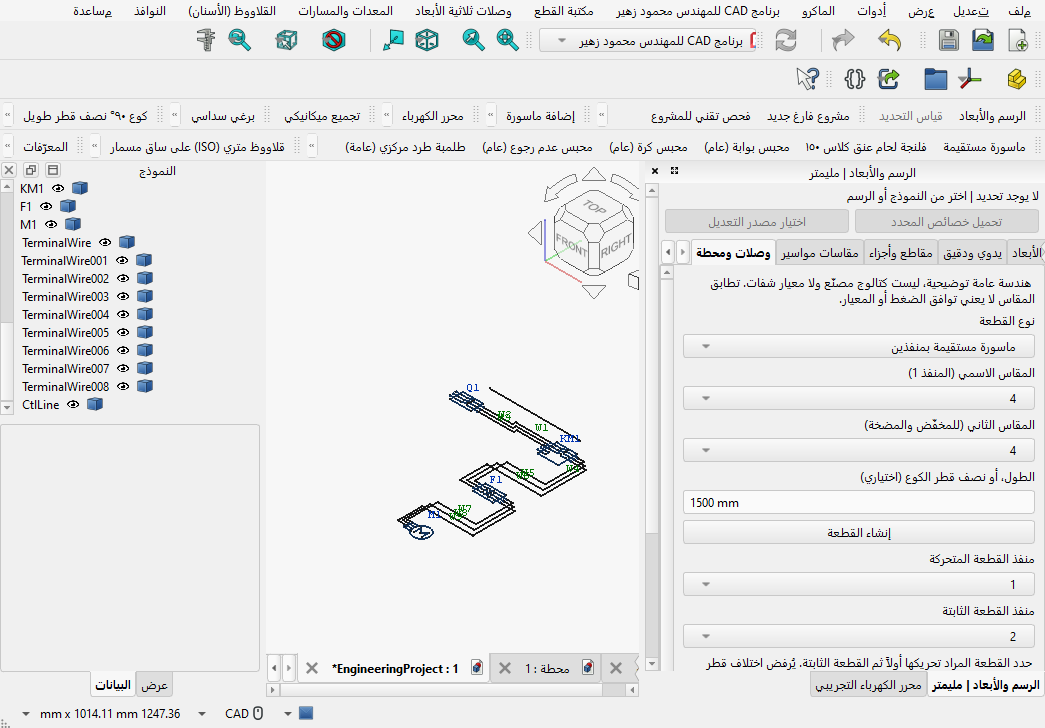 ملف تعديل عرض أدوات الماكرو برنامج CAD للمهندس محمود زهير مكتبة القطع وصلات ثلاثية الأبعاد المعدات والمسارات القلاووظ (الأسنان) النوافذ مساعدة
برنامج CAD للمهندس محمود زهير
الرسم والأبعاد قياس التحديد مشروع فارغ جديد فحص تقني للمشروع » إضافة ماسورة » محرر الكهرباء » تجميع ميكانيكي برغي سداسي » كوع ٩٠° نصف قطر طويل »
ماسورة مستقيمة فلنجة لحام عنق كلاس ١٥٠ محبس بوابة (عام) محبس كرة (عام) محبس عدم رجوع (عام) طلمبة طرد مركزي (عامة) » قلاووظ متري (ISO) على ساق مسمار » المعرّفات »
النموذج
KM1
F1
M1
TerminalWire
TerminalWire001
TerminalWire002
TerminalWire003
TerminalWire004
TerminalWire005
TerminalWire006
TerminalWire007
TerminalWire008
CtlLine
عرض البيانات
TOP
FRONT
RIGHT
Q1
W1
KM1
F1
W7
M1
*EngineeringProject : 1
محطة : 1
الرسم والأبعاد | مليمتر
لا يوجد تحديد | اختر من النموذج أو الرسم
تحميل خصائص المحدد اختيار مصدر التعديل
الأبعاد يدوي ودقيق مقاطع وأجزاء مقاسات مواسير وصلات ومحطة
هندسة عامة توضيحية، ليست كتالوج مصنّع ولا معيار شفات. تطابق
المقاس لا يعني توافق الضغط أو المعيار.
نوع القطعة
ماسورة مستقيمة بمنفذين
المقاس الاسمي (المنفذ 1)
4
المقاس الثاني (للمخفّض والمضخة)
4
الطول، أو نصف قطر الكوع (اختياري)
1500 mm
إنشاء القطعة
منفذ القطعة المتحركة
1
منفذ القطعة الثابتة
2
حدد القطعة المراد تحريكها أولاً ثم القطعة الثابتة. يُرفض اختلاف قطر
الرسم والأبعاد | مليمتر محرر الكهرباء التجريبي
mm x 1014.11 mm 1247.36
CAD